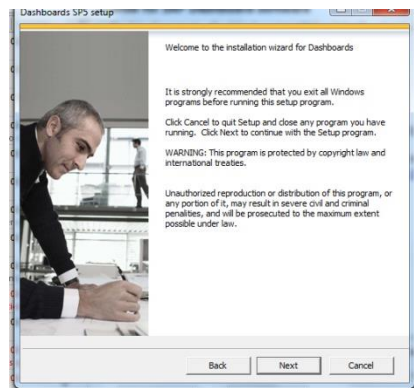 Dashboards SP5 setup
Welcome to the installation wizard for Dashboards
It is strongly recommended that you exit all Windows
programs before running this setup program.
Click Cancel to quit Setup and close any program you have
running. Click Next to continue with the Setup program.
WARNING: This program is protected by copyright law and
international treaties.
Unauthorized reproduction or distribution of this program, or
any portion of it, may result in severe civil and criminal
penalities, and will be prosecuted to the maximum extent
possible under law.
Back Next Cancel